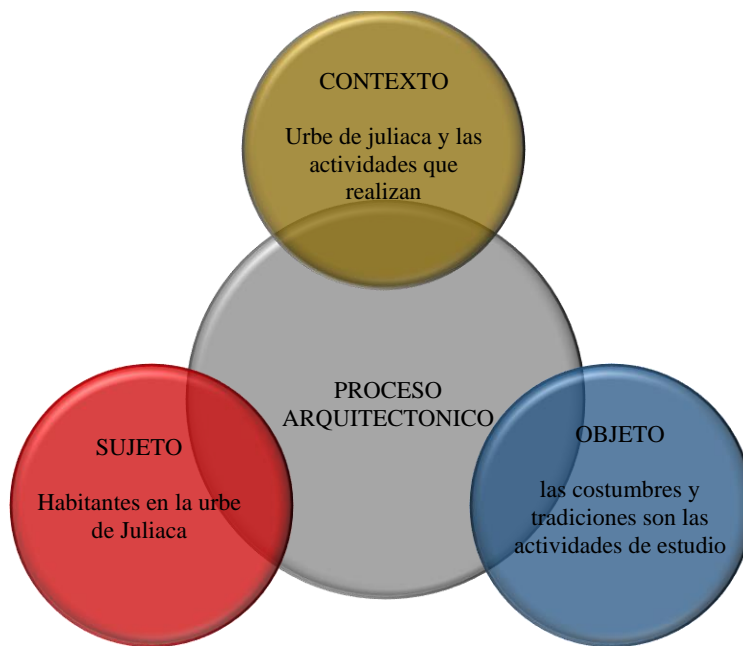 CONTEXTO
Urbe de juliaca y las
actividades que
realizan
PROCESO
ARQUITECTONICO
SUJETO
Habitantes en la urbe
de Juliaca
OBJETO
las costumbres y
tradiciones son las
actividades de estudio